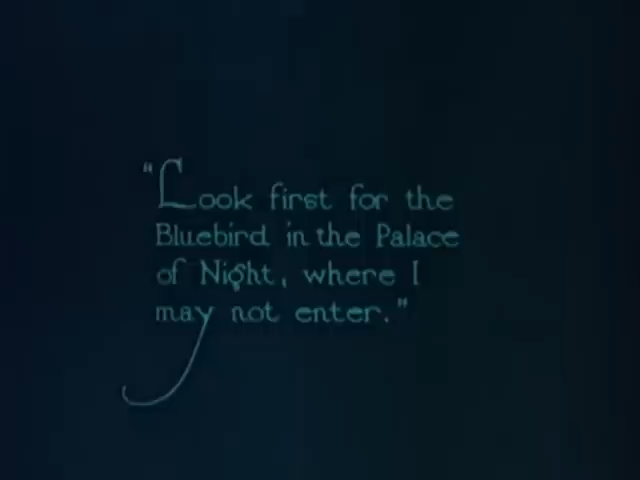 "Look first for the
Bluebird in the Palace
of Night, where I
may not enter."